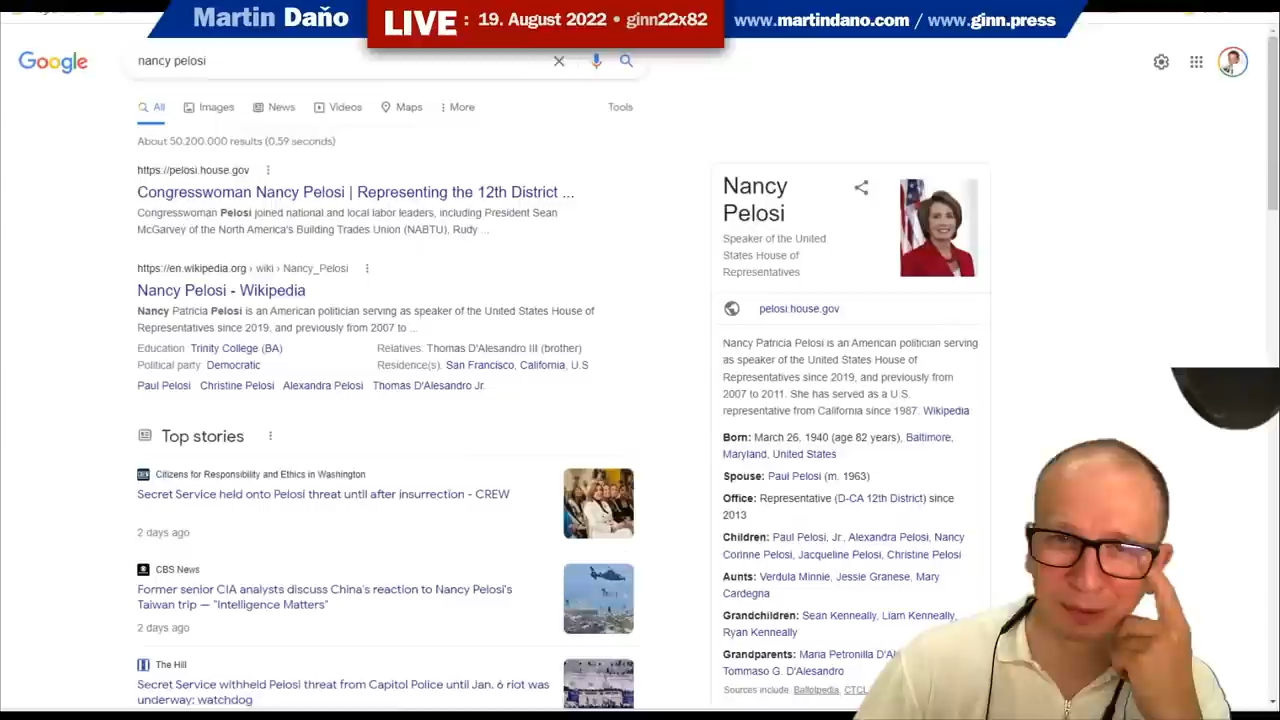 Martin Daňo
LIVE : 19. August 2022 • ginn22x82
www.martindano.com / www.ginn.press
Google
nancy pelosi
All
Images
News
Videos
Maps
More
Tools
About 50.200.000 results (0,59 seconds)
https://pelosi.house.gov
Congresswoman Nancy Pelosi | Representing the 12th District ...
Congresswoman Pelosi joined national and local labor leaders, including President Sean
McGarvey of the North America's Building Trades Union (NABTU), Rudy ...
https://en.wikipedia.org › wiki › Nancy_Pelosi
Nancy Pelosi - Wikipedia
Nancy Patricia Pelosi is an American politician serving as speaker of the United States House of
Representatives since 2019, and previously from 2007 to ...
Education: Trinity College (BA)
Relatives: Thomas D'Alesandro III (brother)
Political party: Democratic
Residence(s): San Francisco, California, U.S
Paul Pelosi
Christine Pelosi
Alexandra Pelosi
Thomas D'Alesandro Jr.
Top stories
Citizens for Responsibility and Ethics in Washington
Secret Service held onto Pelosi threat until after insurrection - CREW
2 days ago
CBS News
Former senior CIA analysts discuss China's reaction to Nancy Pelosi's
Taiwan trip — "Intelligence Matters"
2 days ago
The Hill
Secret Service withheld Pelosi threat from Capitol Police until Jan. 6 riot was
underway: watchdog
Nancy
Pelosi
Speaker of the United
States House of
Representatives
pelosi.house.gov
Nancy Patricia Pelosi is an American politician serving
as speaker of the United States House of
Representatives since 2019, and previously from
2007 to 2011. She has served as a U.S.
representative from California since 1987. Wikipedia
Born: March 26, 1940 (age 82 years), Baltimore,
Maryland, United States
Spouse: Paul Pelosi (m. 1963)
Office: Representative (D-CA 12th District) since
2013
Children: Paul Pelosi, Jr., Alexandra Pelosi, Nancy
Corinne Pelosi, Jacqueline Pelosi, Christine Pelosi
Aunts: Verdula Minnie, Jessie Granese, Mary
Cardegna
Grandchildren: Sean Kenneally, Liam Kenneally,
Ryan Kenneally
Grandparents: Maria Petronilla D'Al
Tommaso G. D'Alesandro
Sources include Ballotpedia, CTCL